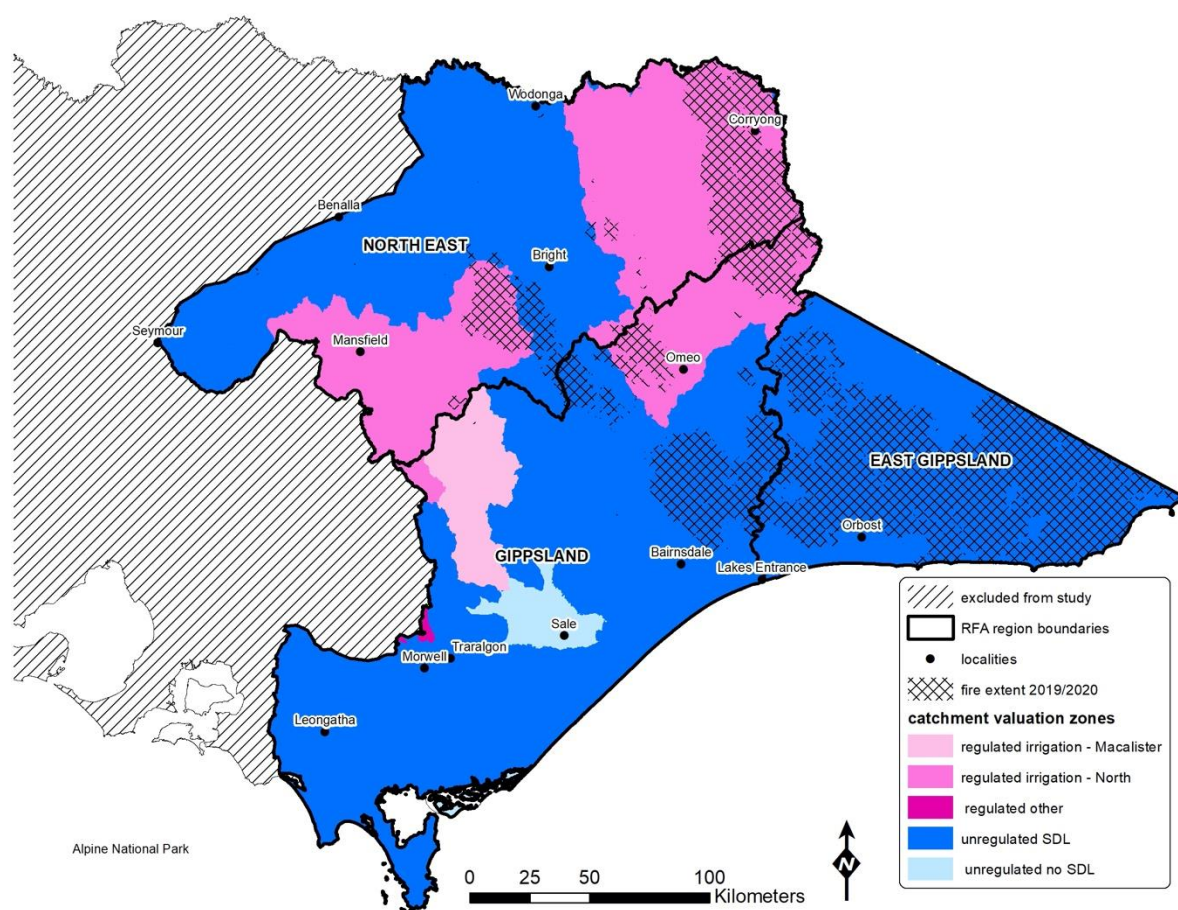 Wodonga
Corryong
Benalla
NORTH EAST
Bright
Seymour
Mansfield
Omeo
EAST GIPPSLAND
Orbost
GIPPSLAND
Bairnsdale
Lakes Entrance
Sale
Traralgon
Morwell
Leongatha
Alpine National Park
0 25 50 100
Kilometers
N
excluded from study
RFA region boundaries
localities
fire extent 2019/2020
catchment valuation zones
regulated irrigation - Macalister
regulated irrigation - North
regulated other
unregulated SDL
unregulated no SDL